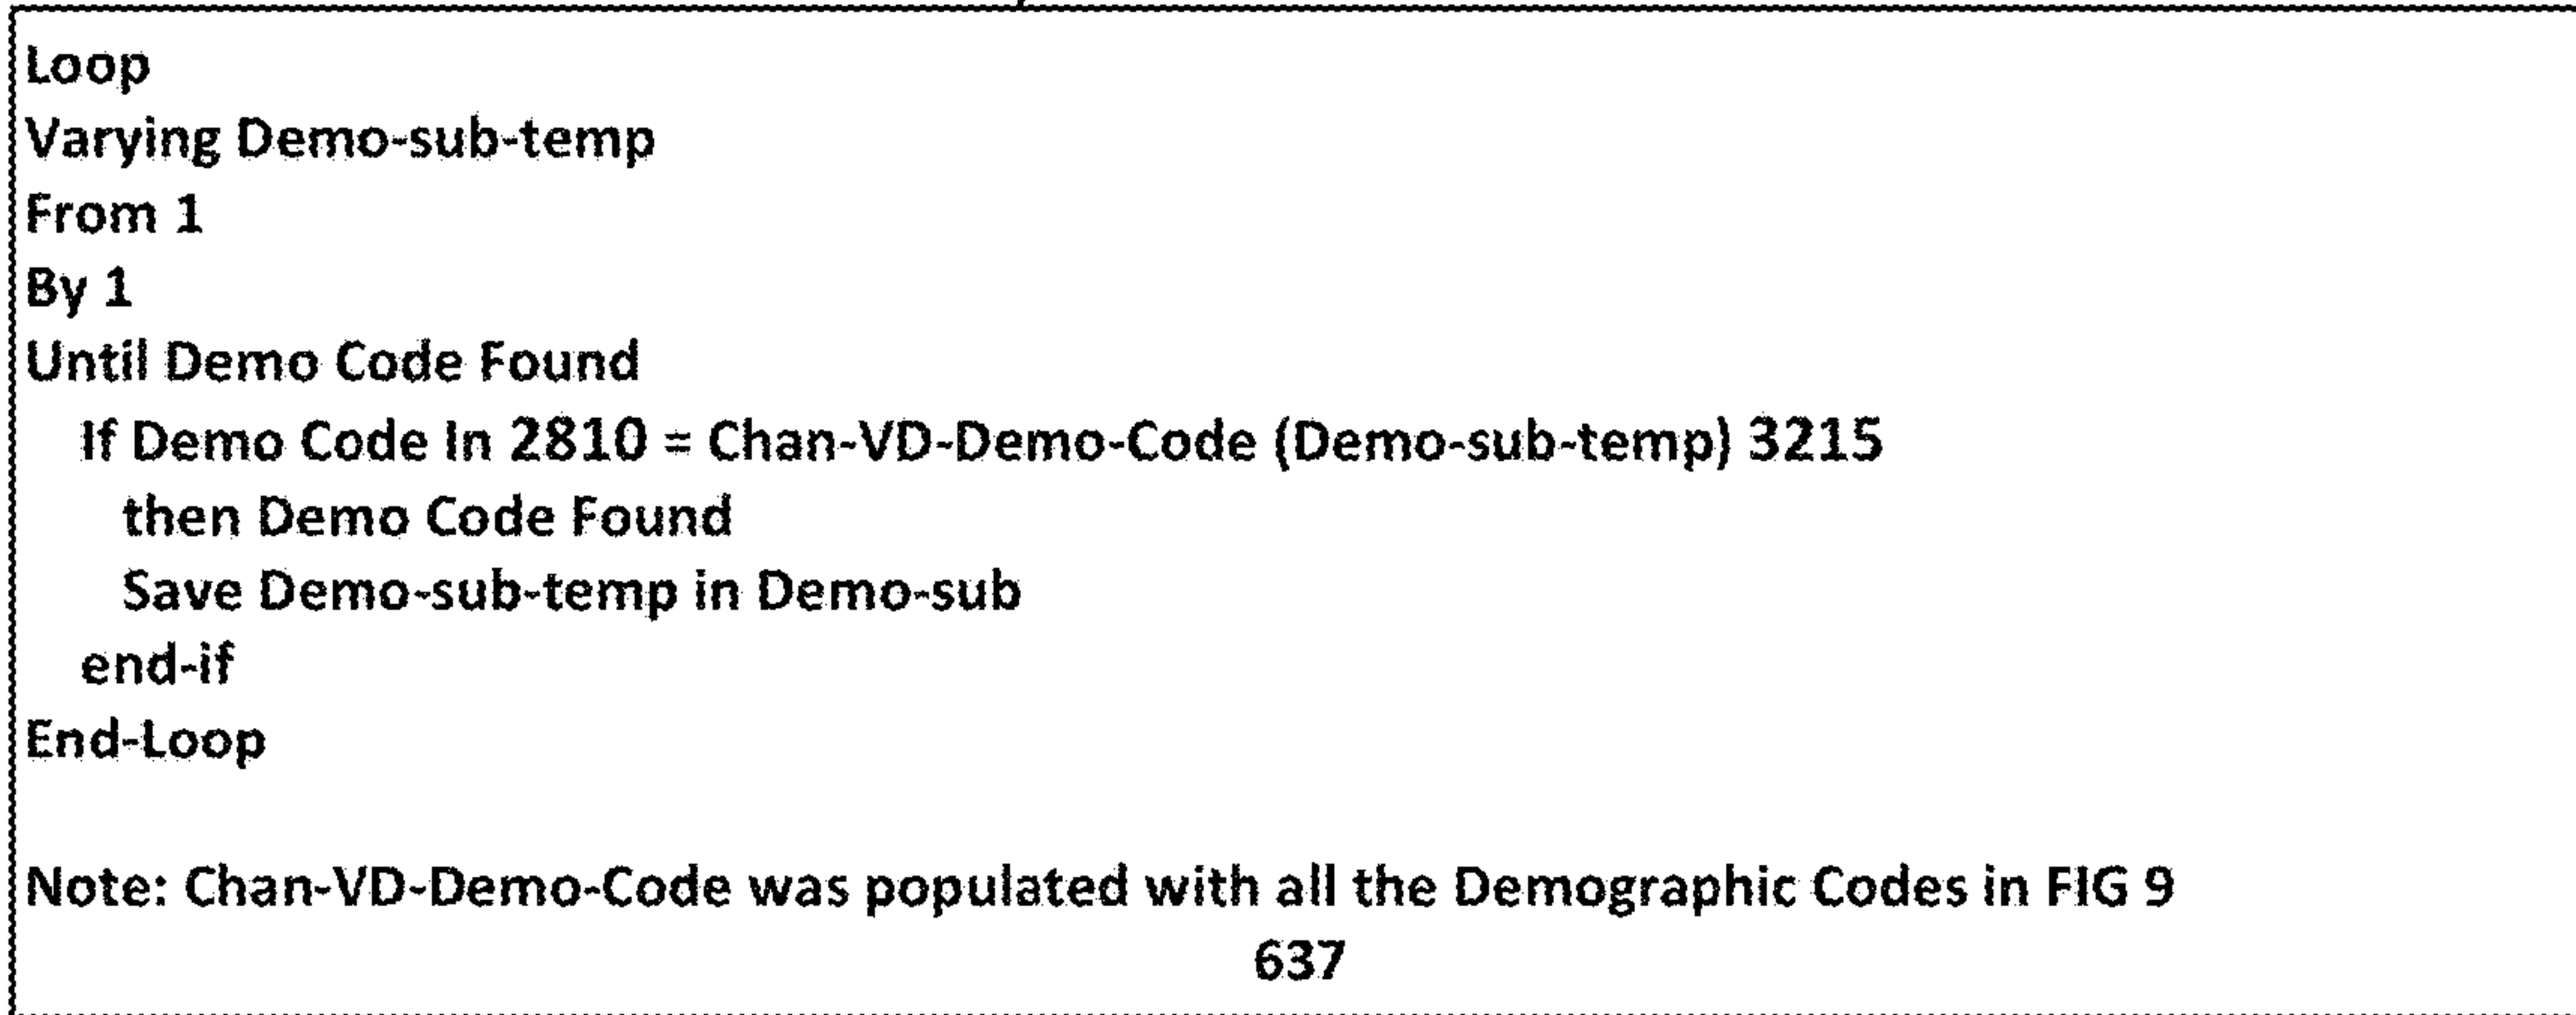 Loop
Varying Demo-sub-temp
From 1
By 1
Until Demo Code Found
If Demo Code In 2810 = Chan-VD-Demo-Code (Demo-sub-temp) 3215
then Demo Code Found
Save Demo-sub-temp in Demo-sub
end-if
End-Loop
Note: Chan-VD-Demo-Code was populated with all the Demographic Codes in FIG 9
637